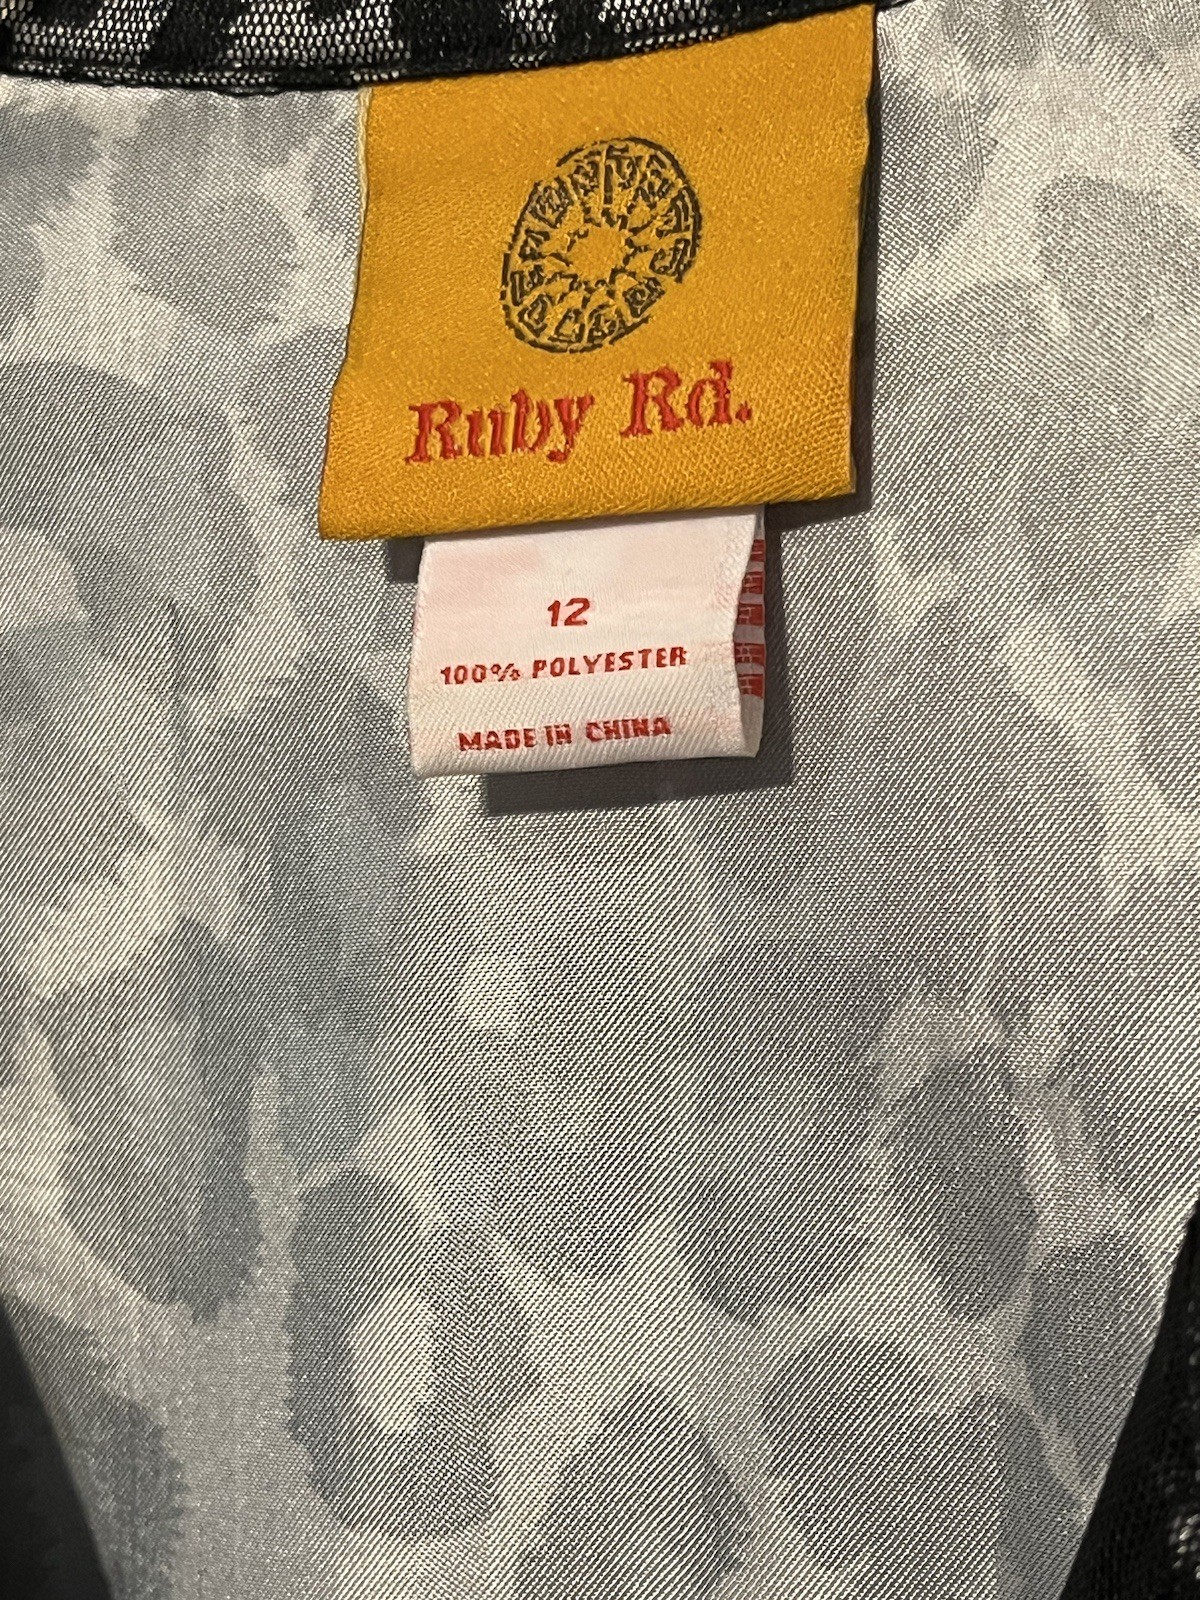 Ruby Rd.
12
100% POLYESTER
MADE IN CHINA